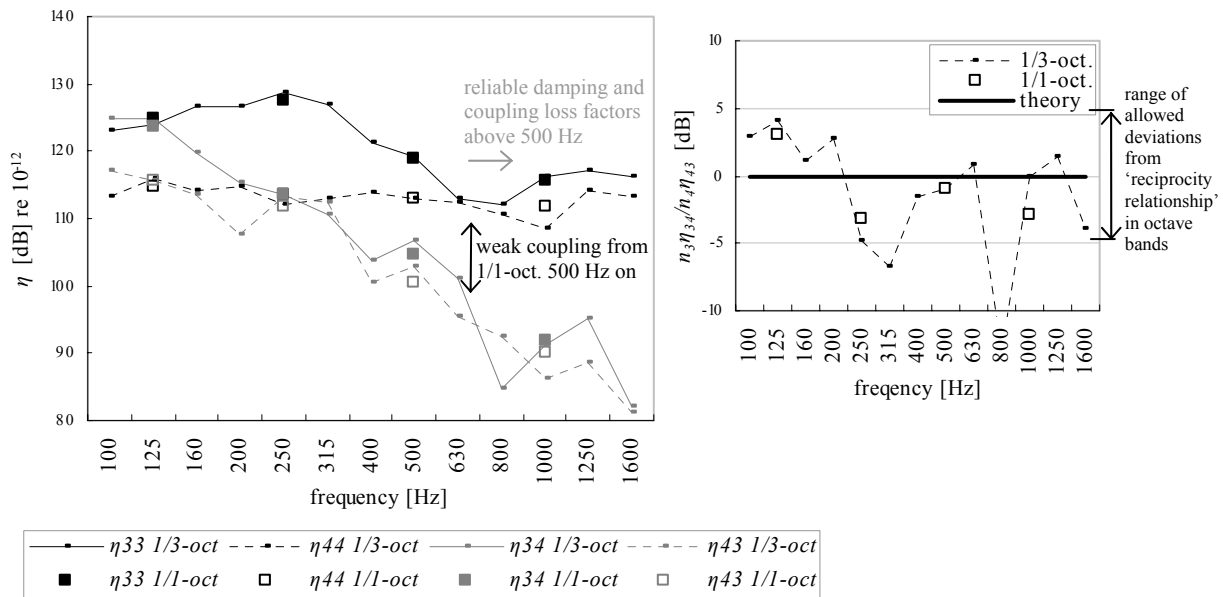 140
130
120
110
100
90
80
η [dB] re 10-12
reliable damping and
coupling loss factors
above 500 Hz
weak coupling from
1/1-oct. 500 Hz on
100
125
160
200
250
315
400
500
630
800
1000
1250
1600
frequency [Hz]
η33 1/3-oct
η44 1/3-oct
η34 1/3-oct
η43 1/3-oct
η33 1/1-oct
η44 1/1-oct
η34 1/1-oct
η43 1/1-oct
10
5
0
-5
-10
n3η34/n4η43 [dB]
1/3-oct.
1/1-oct.
theory
range of
allowed
deviations
from
‘reciprocity
relationship’
in octave
bands
100
125
160
200
250
315
400
500
630
800
1000
1250
1600
freqency [Hz]